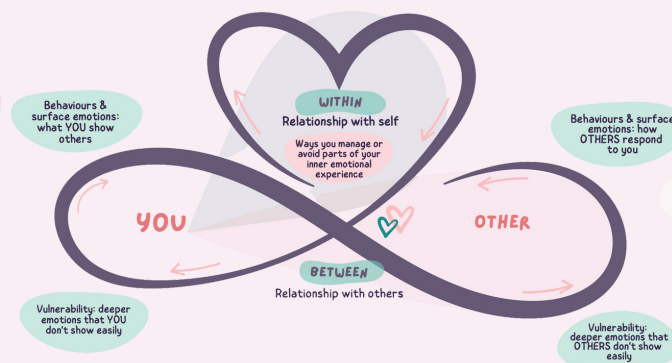 WITHIN
Relationship with self
Ways you manage or
avoid parts of your
inner emotional
experience
Behaviours &
surface emotions:
what YOU show
others
Behaviours & surface
emotions: how
OTHERS respond
to you
YOU
OTHER
BETWEEN
Relationship with others
Vulnerability: deeper
emotions that YOU
don't show easily
Vulnerability:
deeper emotions that
OTHERS don't show
easily